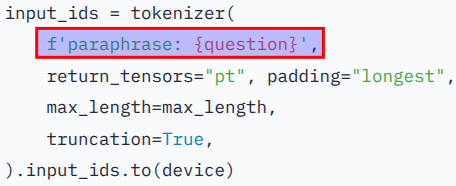 input_ids = tokenizer(
    f'paraphrase: {question}',
    return_tensors="pt", padding="longest",
    max_length=max_length,
    truncation=True,
).input_ids.to(device)